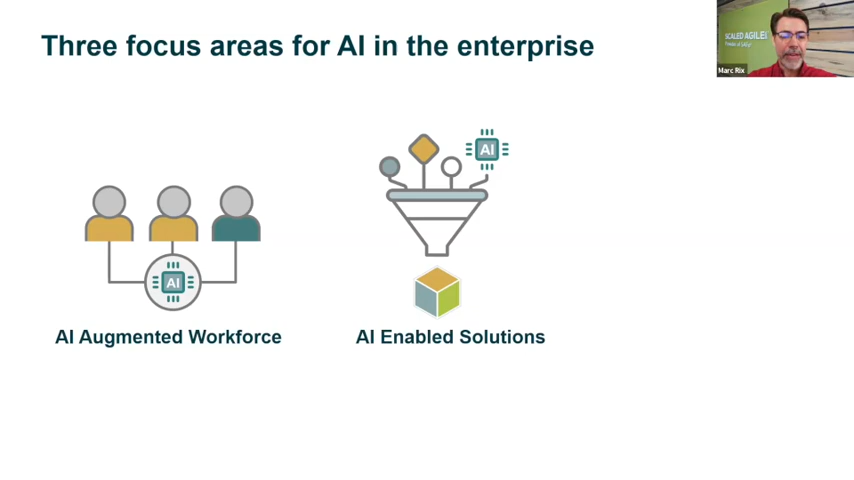 Three focus areas for AI in the enterprise
SCALED AGILE
Marc Rix
AI
AI
AI Augmented Workforce
AI Enabled Solutions